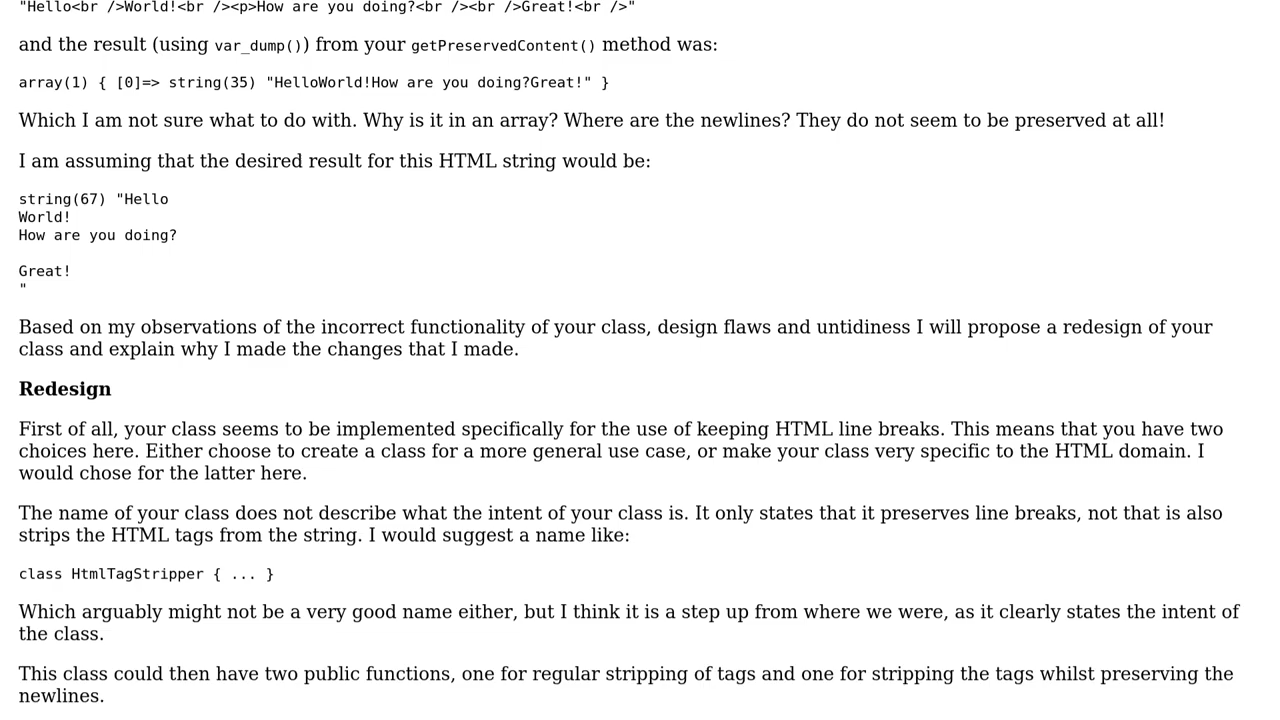 "Hello<br />World!<br /><p>How are you doing?<br /><br />Great!<br />"
and the result (using var_dump()) from your getPreservedContent() method was:
array(1) { [0]=> string(35) "HelloWorld!How are you doing?Great!" }
Which I am not sure what to do with. Why is it in an array? Where are the newlines? They do not seem to be preserved at all!
I am assuming that the desired result for this HTML string would be:
string(67) "Hello
World!
How are you doing?
Great!
"
Based on my observations of the incorrect functionality of your class, design flaws and untidiness I will propose a redesign of your
class and explain why I made the changes that I made.
Redesign
First of all, your class seems to be implemented specifically for the use of keeping HTML line breaks. This means that you have two
choices here. Either choose to create a class for a more general use case, or make your class very specific to the HTML domain. I
would chose for the latter here.
The name of your class does not describe what the intent of your class is. It only states that it preserves line breaks, not that is also
strips the HTML tags from the string. I would suggest a name like:
class HtmlTagStripper { ... }
Which arguably might not be a very good name either, but I think it is a step up from where we were, as it clearly states the intent of
the class.
This class could then have two public functions, one for regular stripping of tags and one for stripping the tags whilst preserving the
newlines.